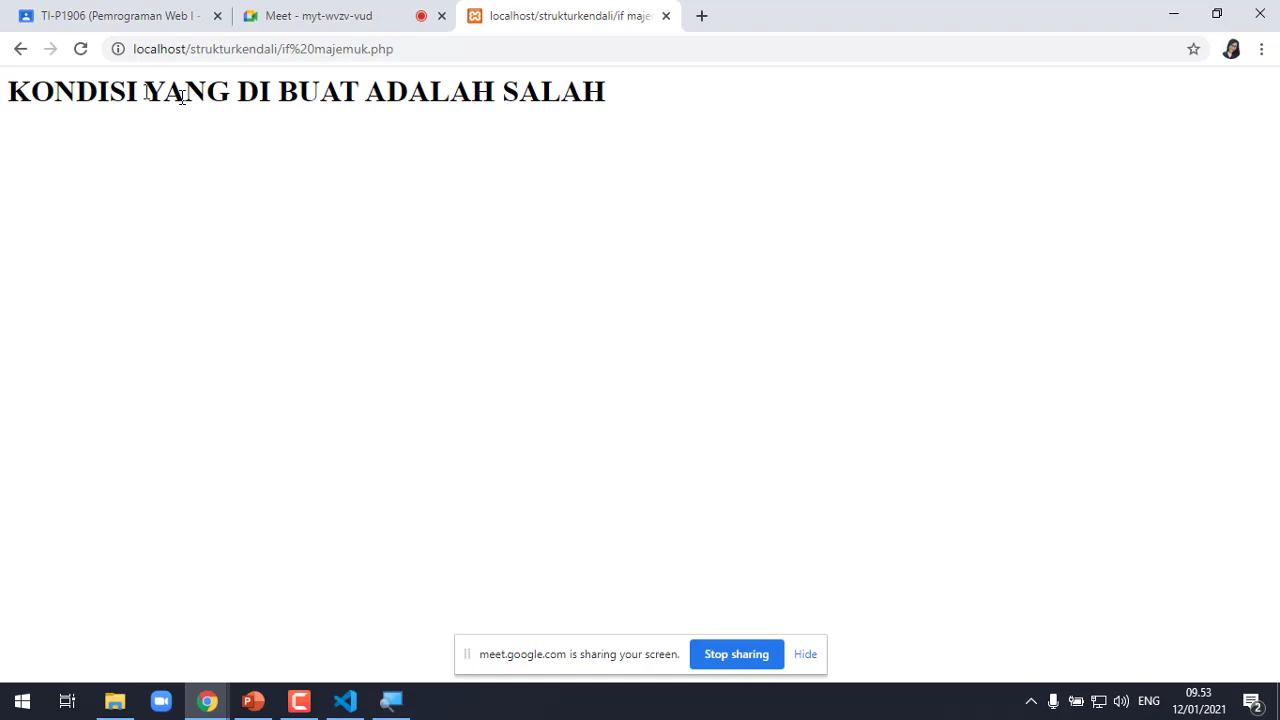 TI-P1906 (Pemrograman Web I -
Meet - myt-wvzv-vud
localhost/strukturkendali/if maje
localhost/strukturkendali/if%20majemuk.php
KONDISI YANG DI BUAT ADALAH SALAH
meet.google.com is sharing your screen.
Stop sharing
Hide
ENG
09.53
12/01/2021
2